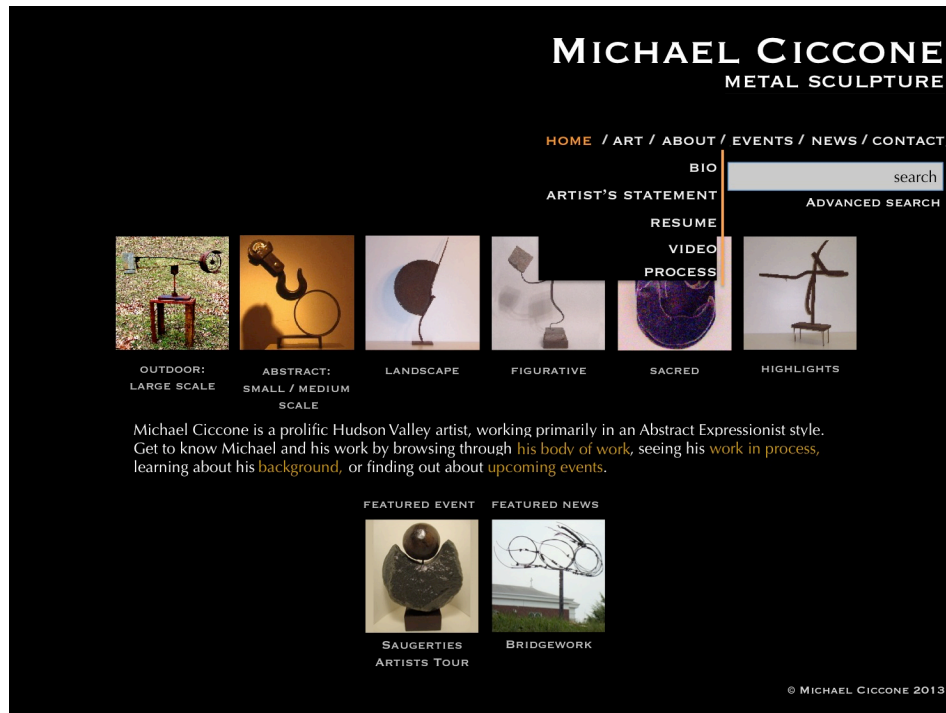 MICHAEL CICCONE
METAL SCULPTURE
HOME / ART / ABOUT / EVENTS / NEWS / CONTACT
BIO
ARTIST'S STATEMENT
RESUME
VIDEO
PROCESS
search
ADVANCED SEARCH
OUTDOOR:
LARGE SCALE
ABSTRACT:
SMALL / MEDIUM
SCALE
LANDSCAPE
FIGURATIVE
SACRED
HIGHLIGHTS
Michael Ciccone is a prolific Hudson Valley artist, working primarily in an Abstract Expressionist style.
Get to know Michael and his work by browsing through his body of work, seeing his work in process,
learning about his background, or finding out about upcoming events.
FEATURED EVENT
FEATURED NEWS
SAUGERTIES
ARTISTS TOUR
BRIDGEWORK
© MICHAEL CICCONE 2013